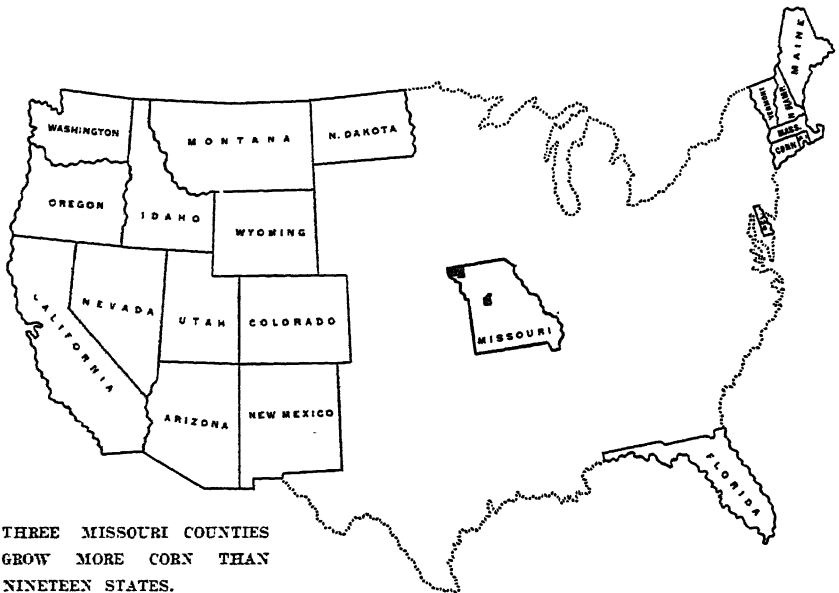 MAINE
VERMONT
N. HAMP.
MASS.
CONN.
WASHINGTON
MONTANA
N. DAKOTA
OREGON
IDAHO
WYOMING
NEVADA
UTAH
COLORADO
CALIFORNIA
MISSOURI
ARIZONA
NEW MEXICO
FLORIDA
THREE MISSOURI COUNTIES
GROW MORE CORN THAN
NINETEEN STATES.